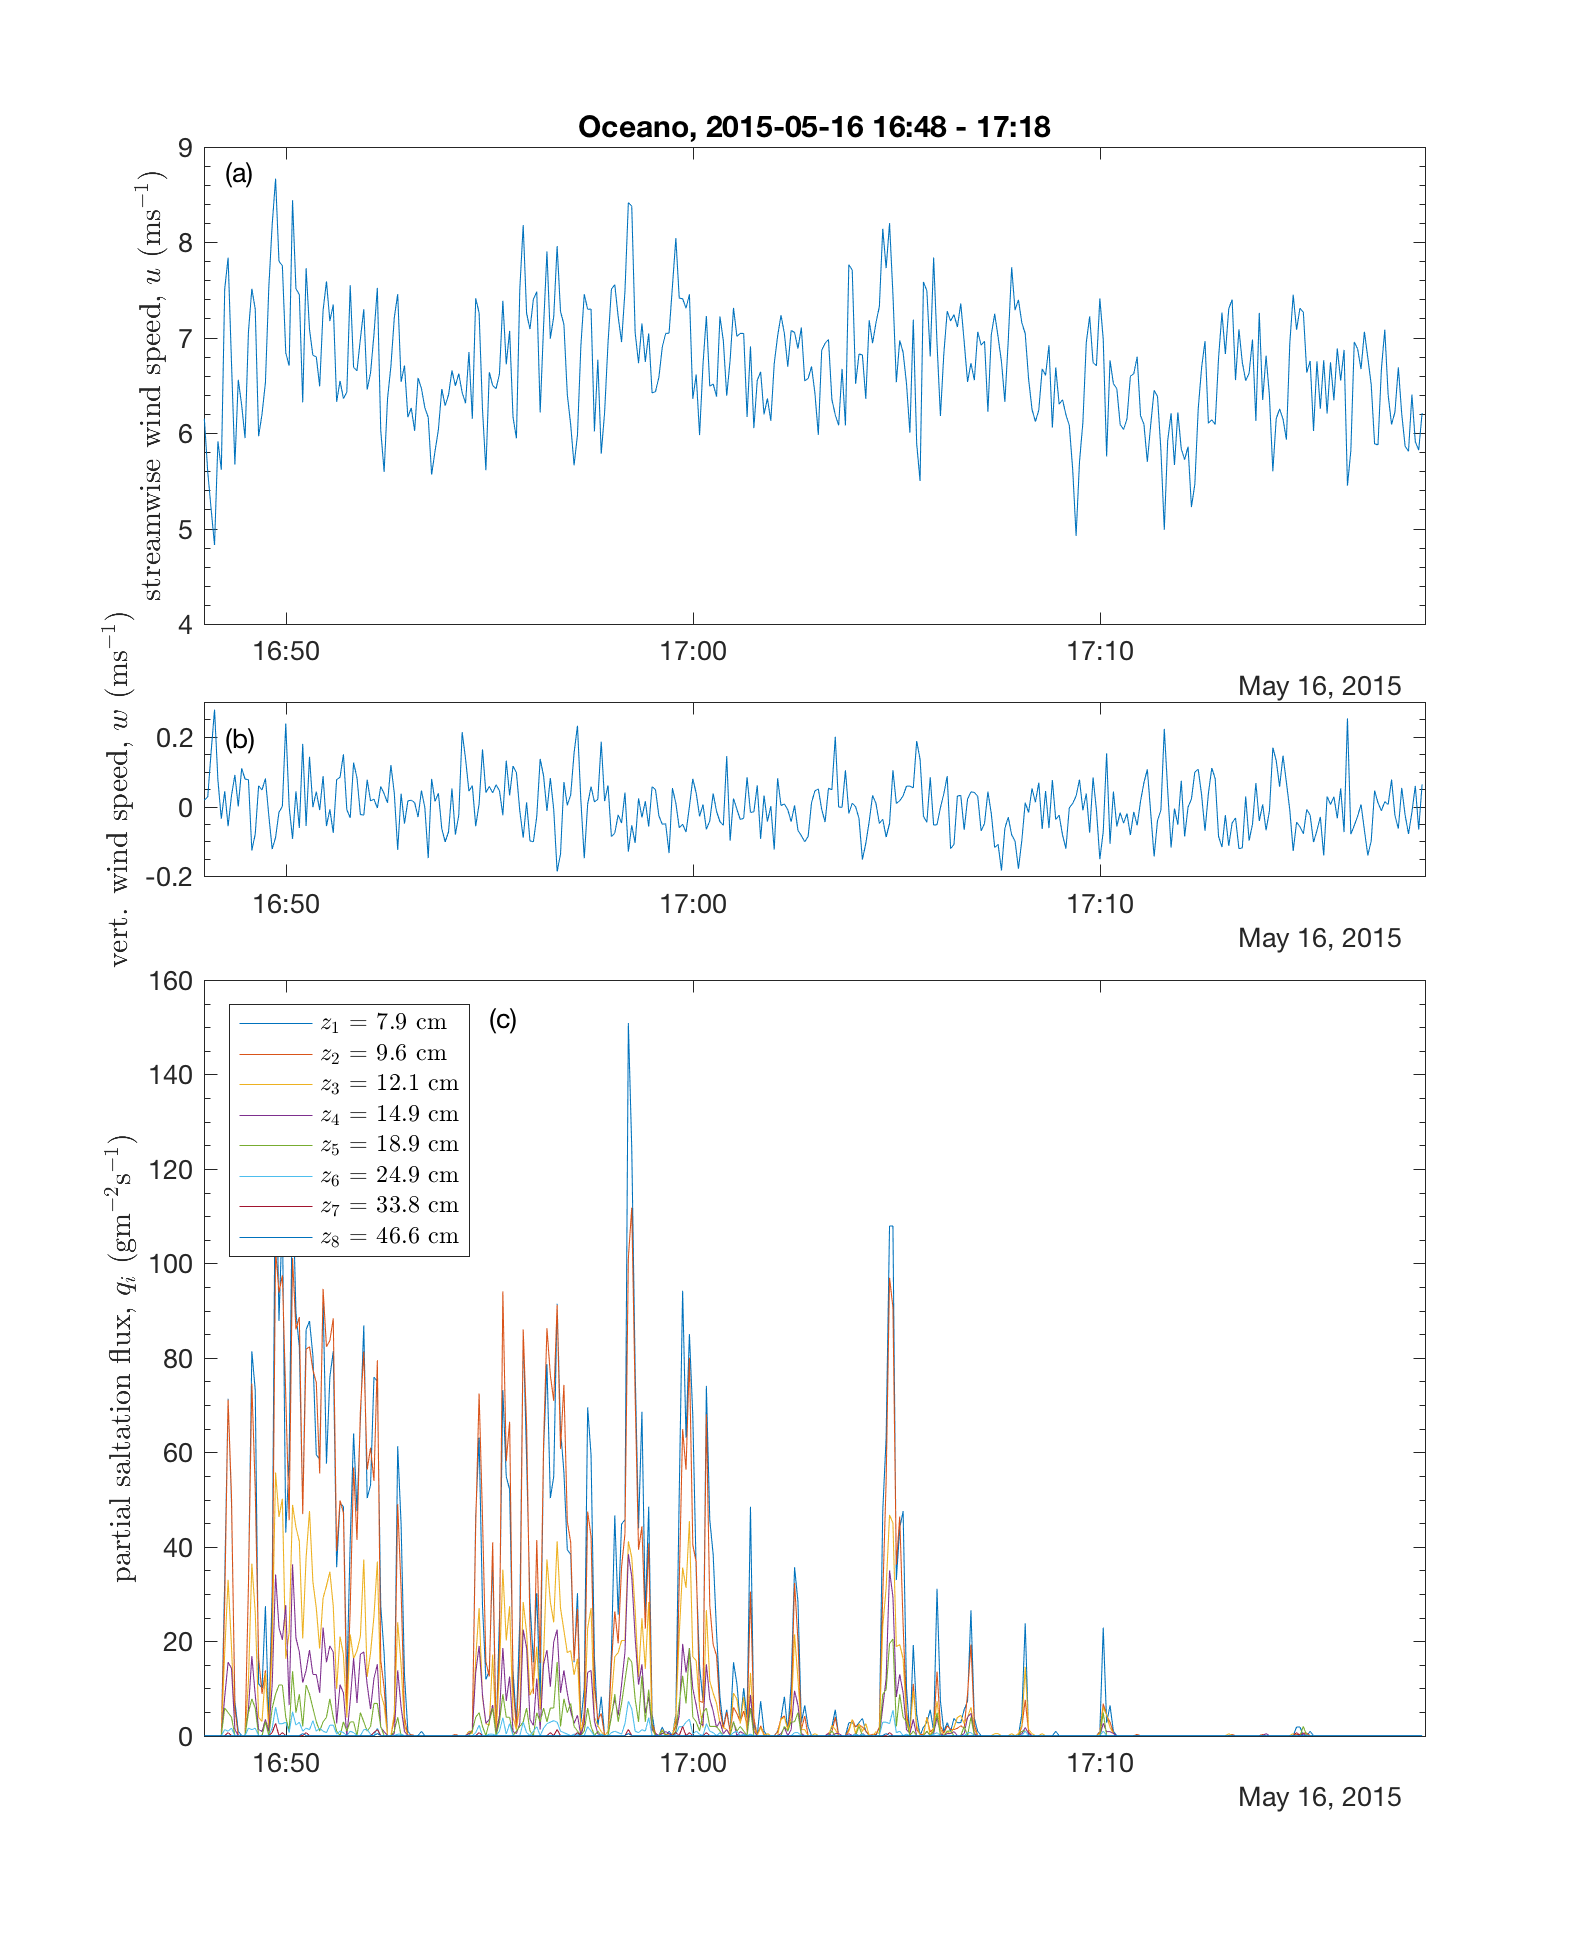 Oceano, 2015-05-16 16:48 - 17:18
(a)
streamwise wind speed, u (ms⁻¹)
9
8
7
6
5
4
16:50 17:00 17:10
May 16, 2015
(b)
vert. wind speed, w (ms⁻¹)
0.2
0
-0.2
16:50 17:00 17:10
May 16, 2015
(c)
partial saltation flux, qᵢ (gm⁻²s⁻¹)
160
140
120
100
80
60
40
20
0
z₁ = 7.9 cm
z₂ = 9.6 cm
z₃ = 12.1 cm
z₄ = 14.9 cm
z₅ = 18.9 cm
z₆ = 24.9 cm
z₇ = 33.8 cm
z₈ = 46.6 cm
16:50 17:00 17:10
May 16, 2015